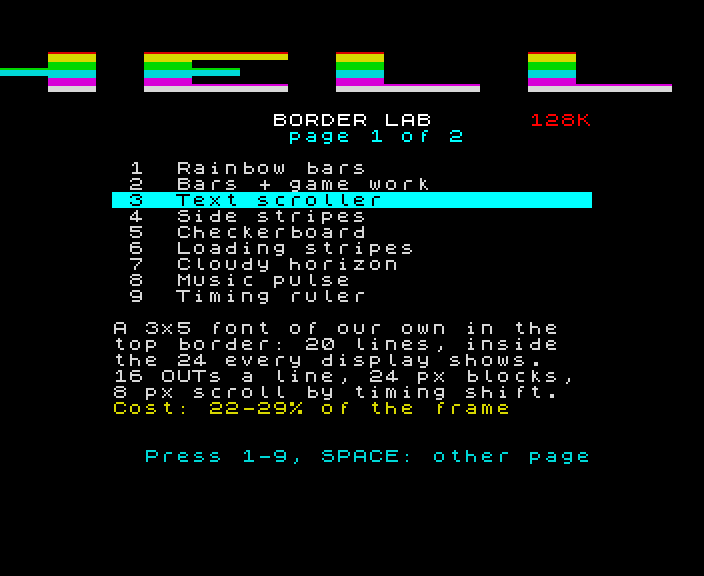 HELL
BORDER LAB 128K
page 1 of 2
1 Rainbow bars
2 Bars + game work
3 Text scroller
4 Side stripes
5 Checkerboard
6 Loading stripes
7 Cloudy horizon
8 Music pulse
9 Timing ruler
A 3x5 font of our own in the
top border: 20 lines, inside
the 24 every display shows.
16 OUTs a line, 24 px blocks,
8 px scroll by timing shift.
Cost: 22-29% of the frame
Press 1-9, SPACE: other page